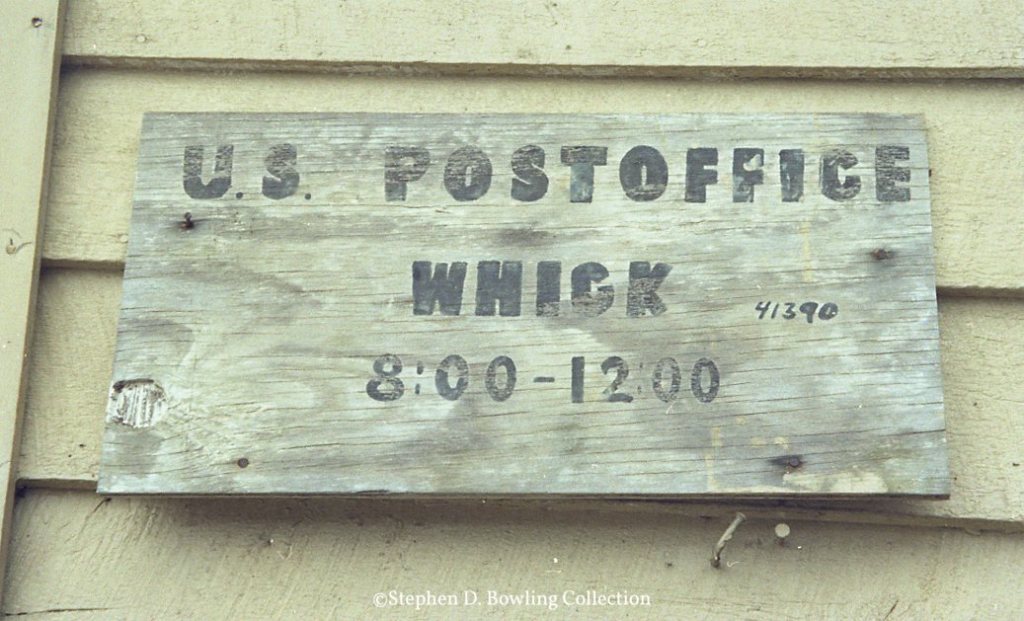 U.S. POSTOFFICE
WHICK 41390
8:00-12:00
©Stephen D. Bowling Collection